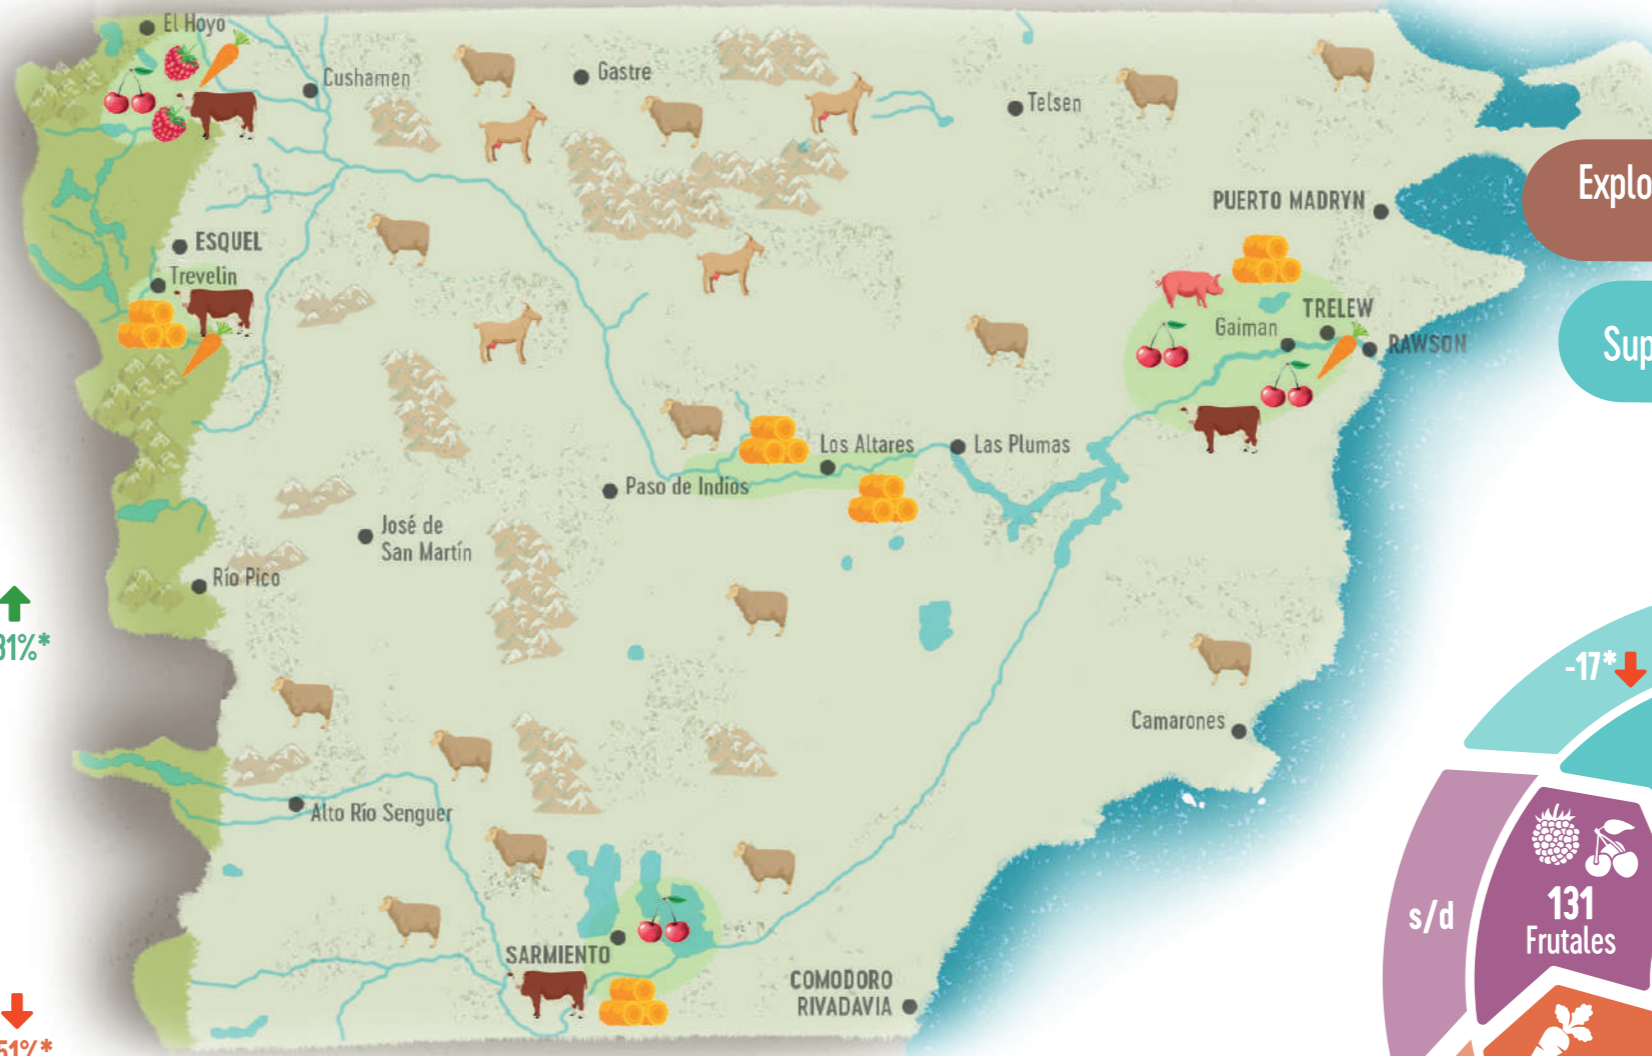 El Hoyo
Cushamen
Gastre
Telsen
PUERTO MADRYN
ESQUEL
Trevelin
TRELEW
Gaiman
RAWSON
Los Altares
Las Plumas
Paso de Indios
José de
San Martín
Río Pico
Camarones
Alto Río Senguer
SARMIENTO
COMODORO
RIVADAVIA
31%*
51%*
Explo
Sup
-17*
s/d
131
Frutales